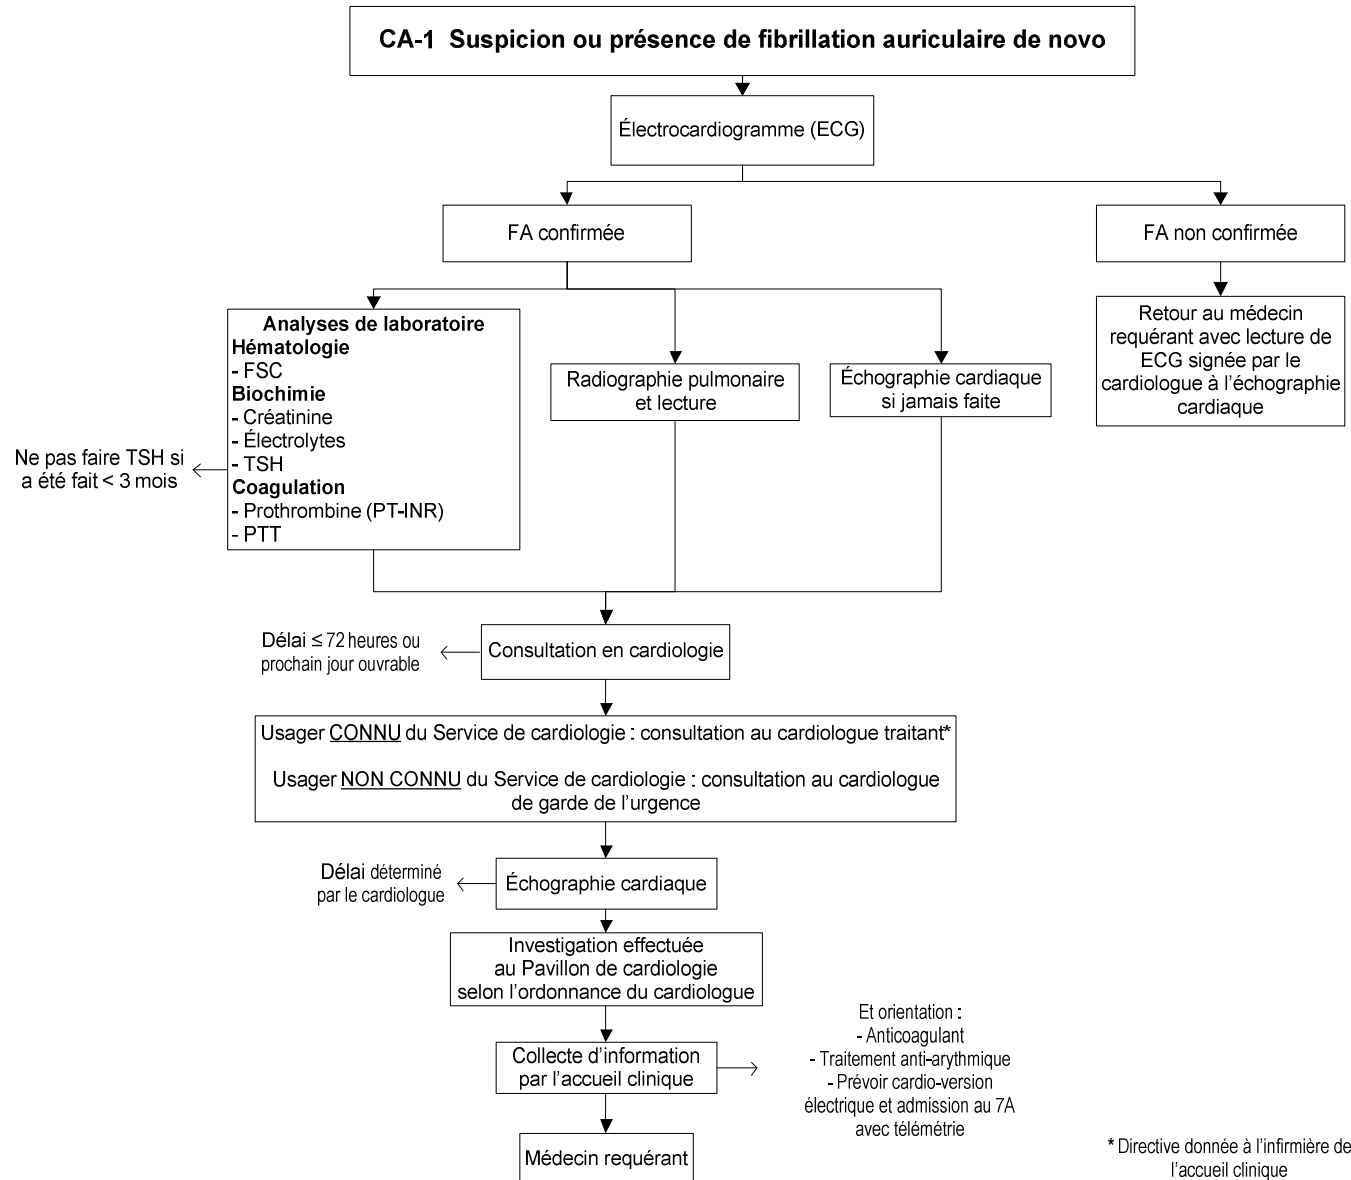 CA-1 Suspicion ou présence de fibrillation auriculaire de novo
Électrocardiogramme (ECG)
FA confirmée
FA non confirmée
Analyses de laboratoire
Hématologie
- FSC
Biochimie
- Créatinine
- Électrolytes
- TSH
Coagulation
- Prothrombine (PT-INR)
- PTT
Ne pas faire TSH si
a été fait < 3 mois
Radiographie pulmonaire
et lecture
Échographie cardiaque
si jamais faite
Retour au médecin
requérant avec lecture de
ECG signée par le
cardiologue à l'échographie
cardiaque
Délai ≤ 72 heures ou
prochain jour ouvrable
Consultation en cardiologie
Usager CONNU du Service de cardiologie : consultation au cardiologue traitant*
Usager NON CONNU du Service de cardiologie : consultation au cardiologue
de garde de l'urgence
Délai déterminé
par le cardiologue
Échographie cardiaque
Investigation effectuée
au Pavillon de cardiologie
selon l'ordonnance du cardiologue
Collecte d'information
par l'accueil clinique
Et orientation :
- Anticoagulant
- Traitement anti-arythmique
- Prévoir cardio-version
électrique et admission au 7A
avec télémétrie
Médecin requérant
* Directive donnée à l'infirmière de
l'accueil clinique